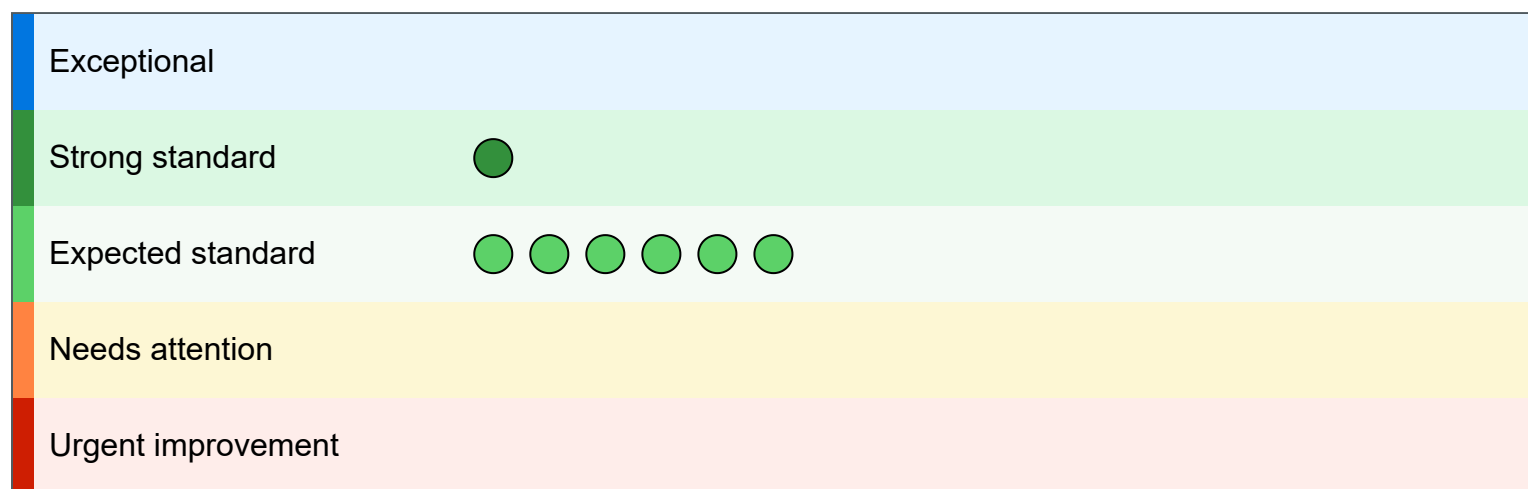 Exceptional
Strong standard
Expected standard
Needs attention
Urgent improvement